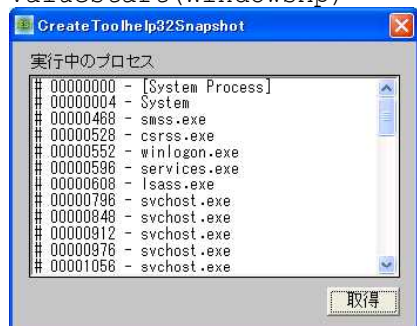 CreateToolhelp32Snapshot
実行中のプロセス
# 00000000 - [System Process]
# 00000004 - System
# 00000468 - smss.exe
# 00000528 - csrss.exe
# 00000552 - winlogon.exe
# 00000596 - services.exe
# 00000608 - lsass.exe
# 00000796 - svchost.exe
# 00000848 - svchost.exe
# 00000912 - svchost.exe
# 00000976 - svchost.exe
# 00001056 - svchost.exe
取得